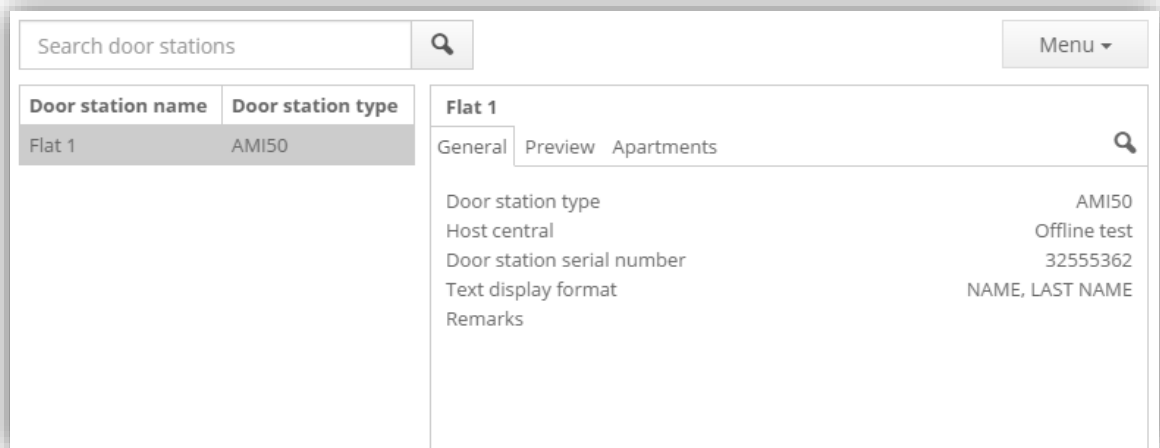 Search door stations
Menu
Door station name Door station type
Flat 1 AMI50
Flat 1
General Preview Apartments
Door station type AMI50
Host central Offline test
Door station serial number 32555362
Text display format NAME, LAST NAME
Remarks